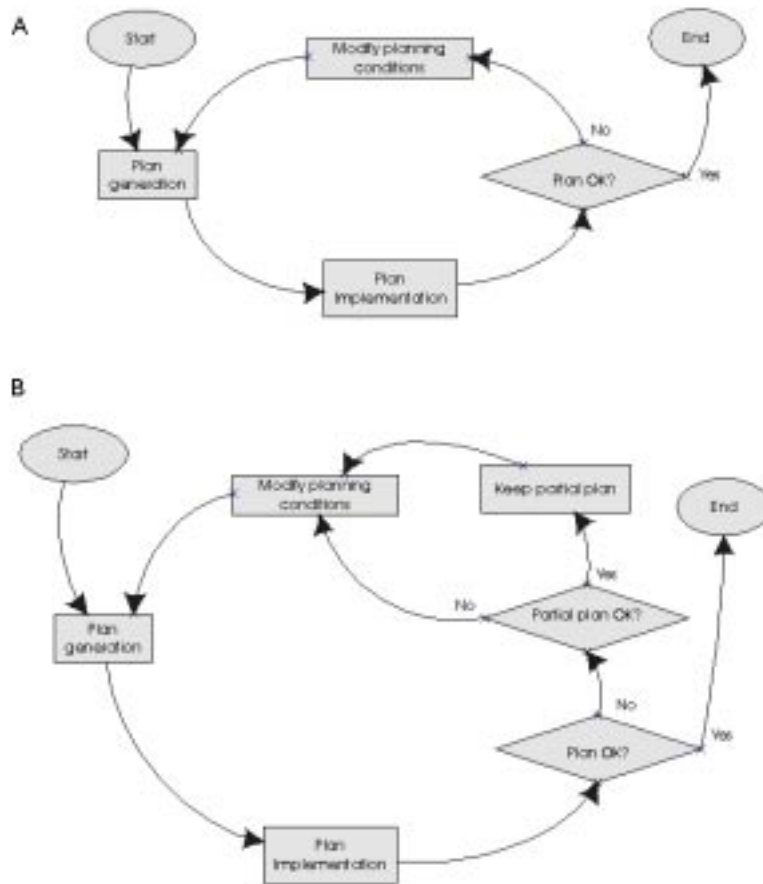 A
Start
Modify planning
conditions
End
No
Plan
generation
Plan OK?
Yes
Plan
Implementation
B
Start
Modify planning
conditions
Keep partial plan
End
Yes
No
Partial plan OK?
Plan
generation
No
Yes
Plan OK?
Plan
Implementation